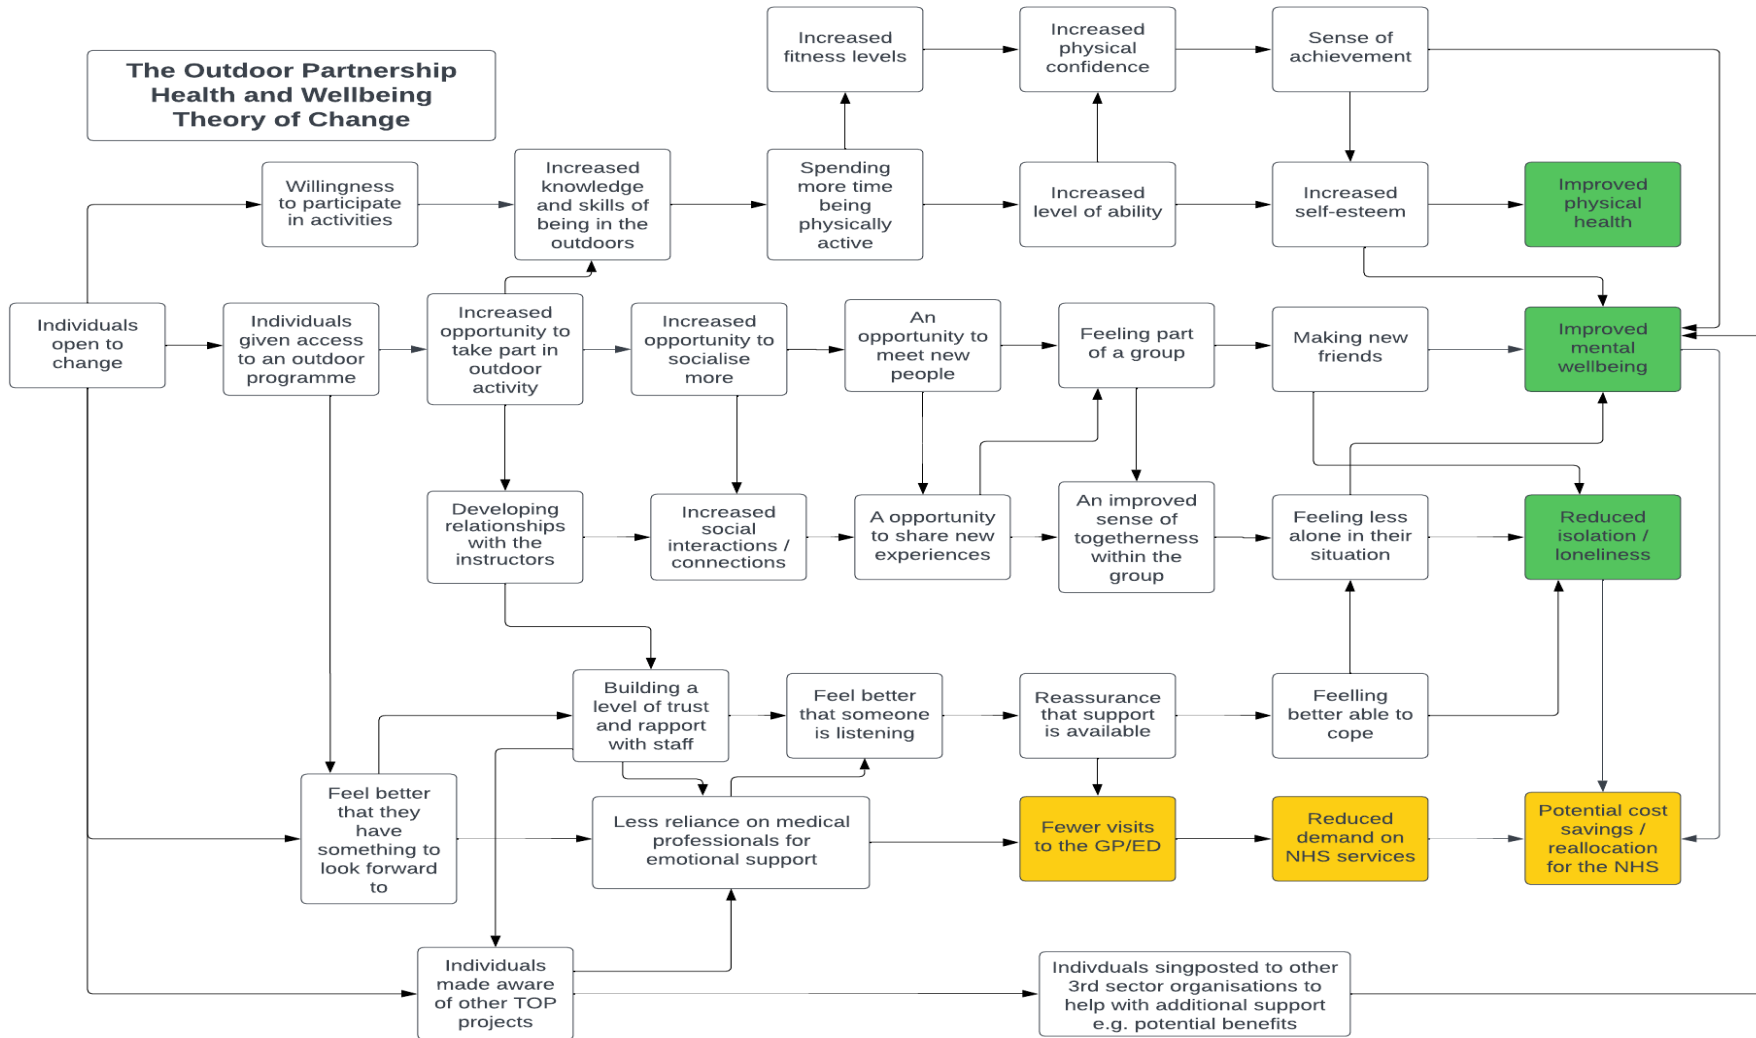 The Outdoor Partnership
Health and Wellbeing
Theory of Change
Increased
fitness levels
Increased
physical
confidence
Sense of
achievement
Willingness
to participate
in activities
Increased
knowledge
and skills of
being in the
outdoors
Spending
more time
being
physically
active
Increased
level of ability
Increased
self-esteem
Improved
physical
health
Individuals
open to
change
Individuals
given access
to an outdoor
programme
Increased
opportunity to
take part in
outdoor
activity
Increased
opportunity to
socialise
more
An
opportunity to
meet new
people
Feeling part
of a group
Making new
friends
Improved
mental
wellbeing
Developing
relationships
with the
instructors
Increased
social
interactions /
connections
A opportunity
to share new
experiences
An improved
sense of
togetherness
within the
group
Feeling less
alone in their
situation
Reduced
isolation /
loneliness
Building a
level of trust
and rapport
with staff
Feel better
that someone
is listening
Reassurance
that support
is available
Feelling
better able to
cope
Feel better
that they
have
something to
look forward
to
Less reliance on medical
professionals for
emotional support
Fewer visits
to the GP/ED
Reduced
demand on
NHS services
Potential cost
savings /
reallocation
for the NHS
Individuals
made aware
of other TOP
projects
Indivduals singposted to other
3rd sector organisations to
help with additional support
e.g. potential benefits